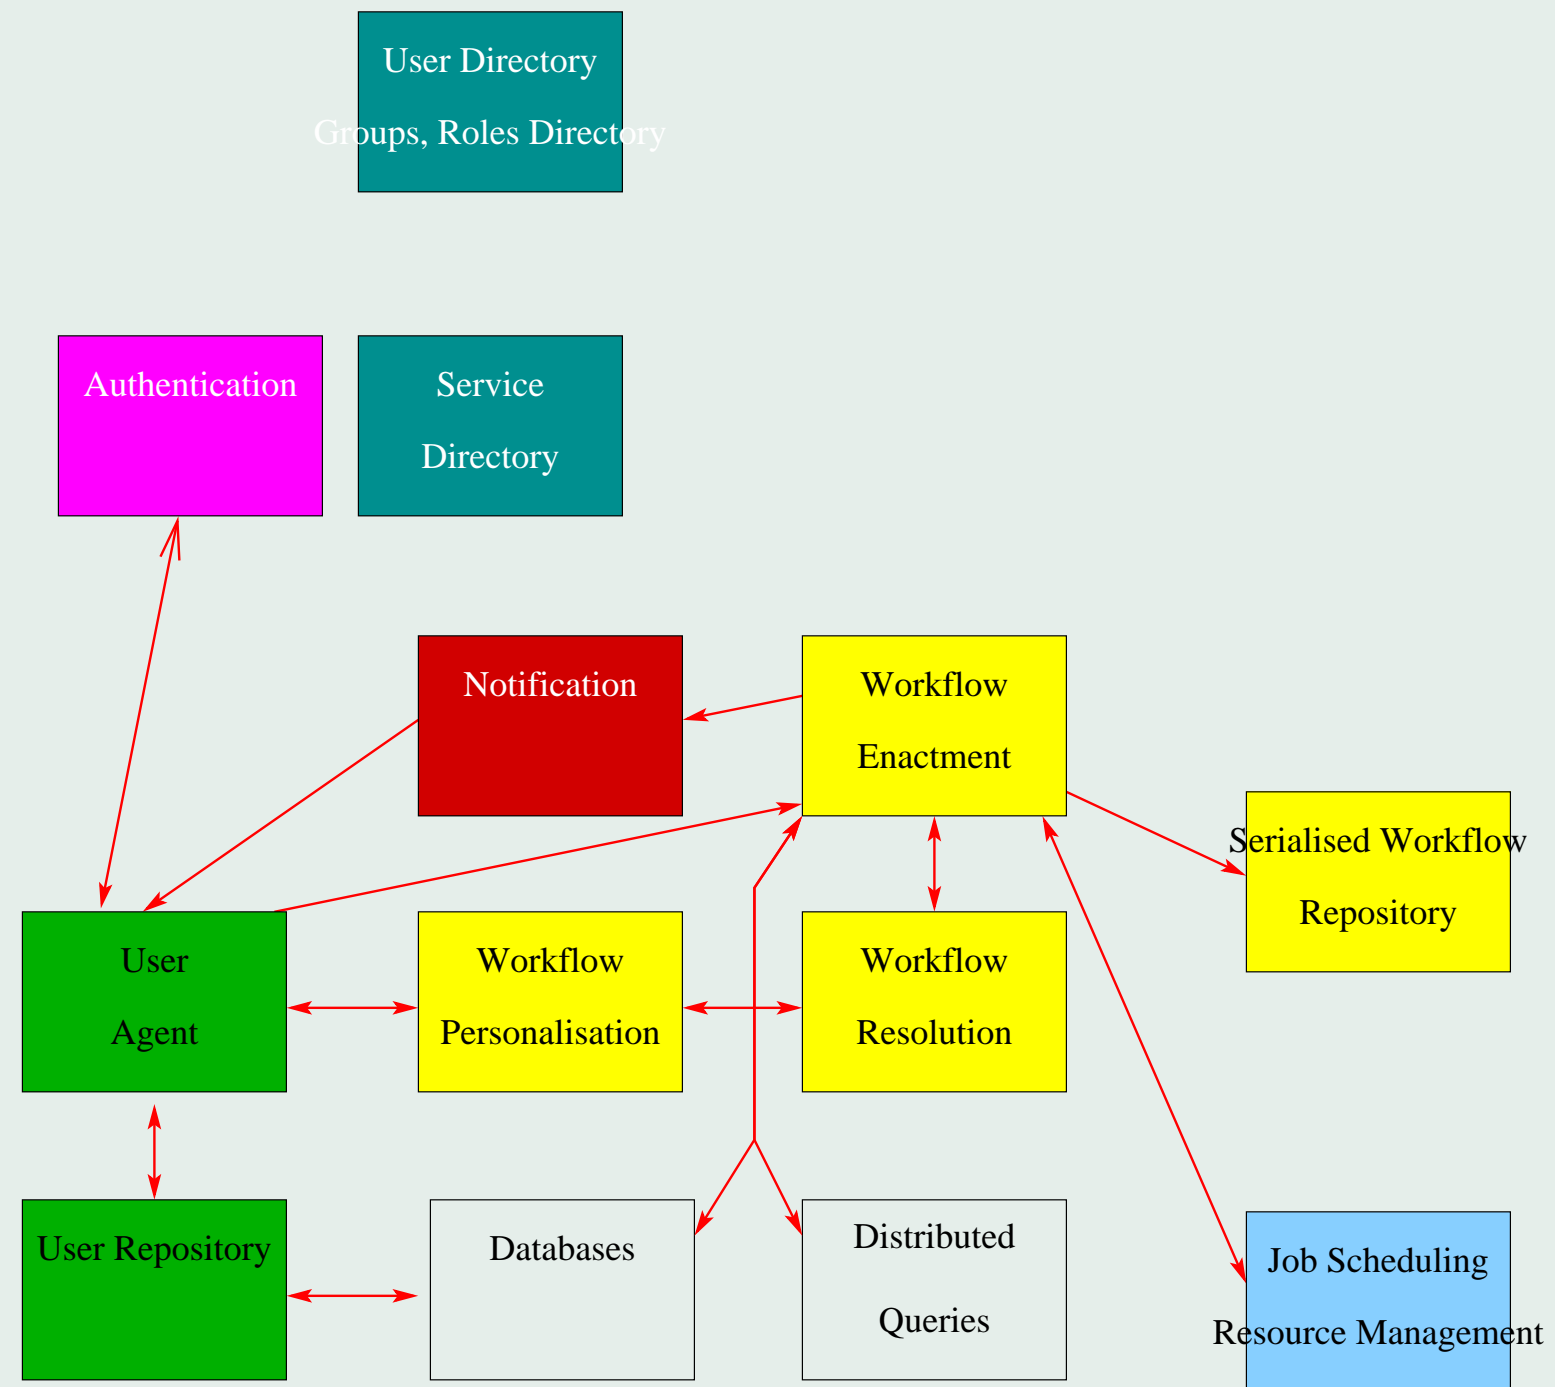 User Directory
Groups, Roles Directory
Authentication
Service
Directory
Notification
Workflow
Enactment
Serialised Workflow
Repository
User
Agent
Workflow
Personalisation
Workflow
Resolution
User Repository
Databases
Distributed
Queries
Job Scheduling
Resource Management